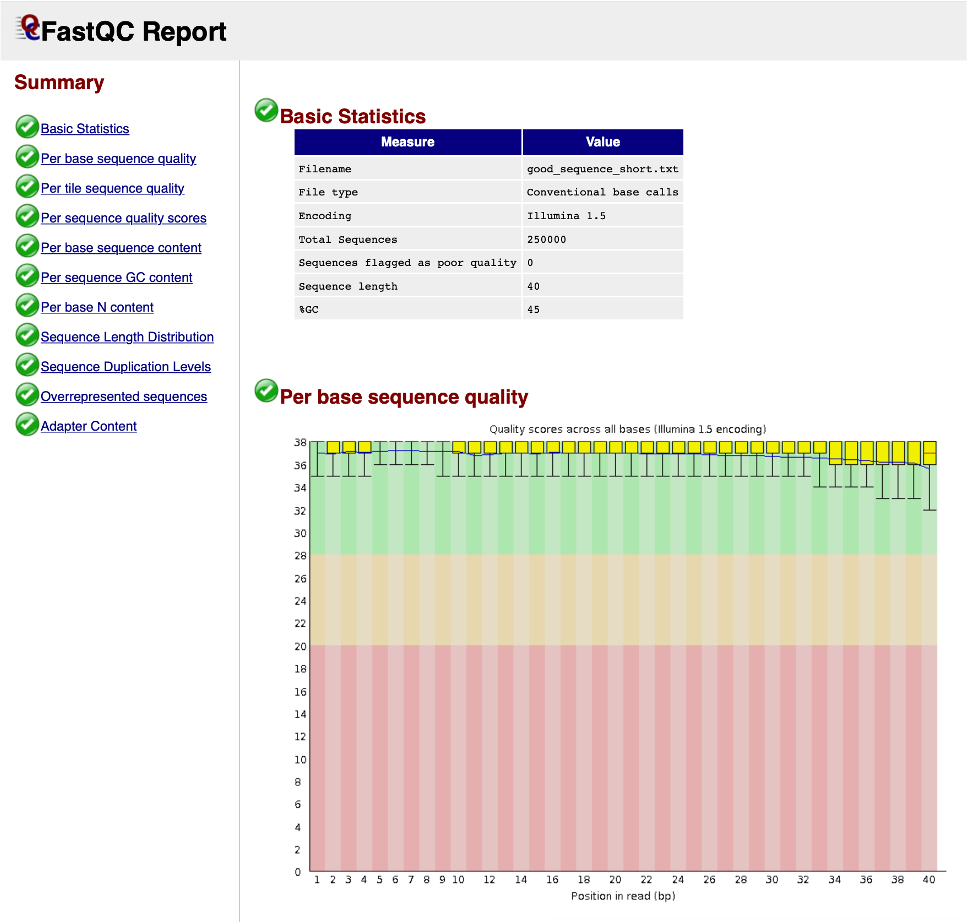 FastQC Report
Summary
Basic Statistics
Per base sequence quality
Per tile sequence quality
Per sequence quality scores
Per base sequence content
Per sequence GC content
Per base N content
Sequence Length Distribution
Sequence Duplication Levels
Overrepresented sequences
Adapter Content
Basic Statistics
Measure Value
Filename good_sequence_short.txt
File type Conventional base calls
Encoding Illumina 1.5
Total Sequences 250000
Sequences flagged as poor quality 0
Sequence length 40
%GC 45
Per base sequence quality
Quality scores across all bases (Illumina 1.5 encoding)
38
36
34
32
30
28
26
24
22
20
18
16
14
12
10
8
6
4
2
0
1 2 3 4 5 6 7 8 9 10 12 14 16 18 20 22 24 26 28 30 32 34 36 38 40
Position in read (bp)